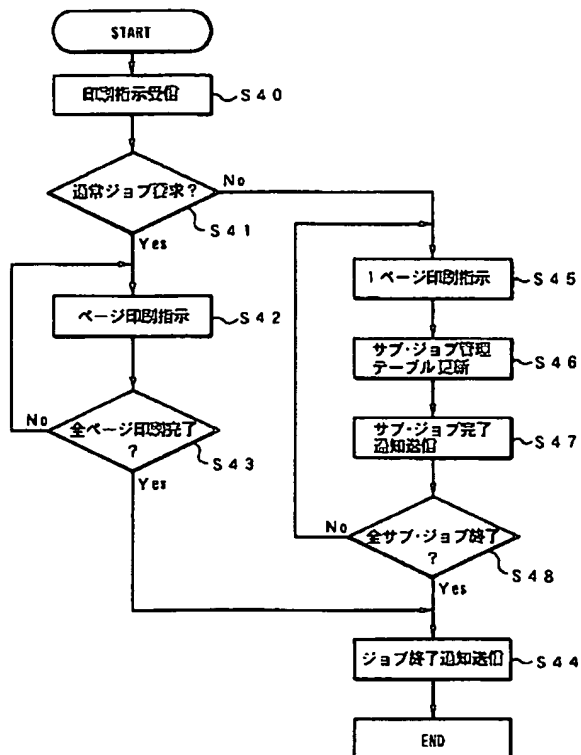 START
印刷指示受信
S40
通常ジョブ要求?
S41
No
Yes
ページ印刷指示
S42
全ページ印刷完了
?
S43
No
Yes
1ページ印刷指示
S45
サブ・ジョブ管理
テーブル更新
S46
サブ・ジョブ完了
通知送信
S47
全サブ・ジョブ終了
?
S48
No
Yes
ジョブ終了通知送信
S44
END